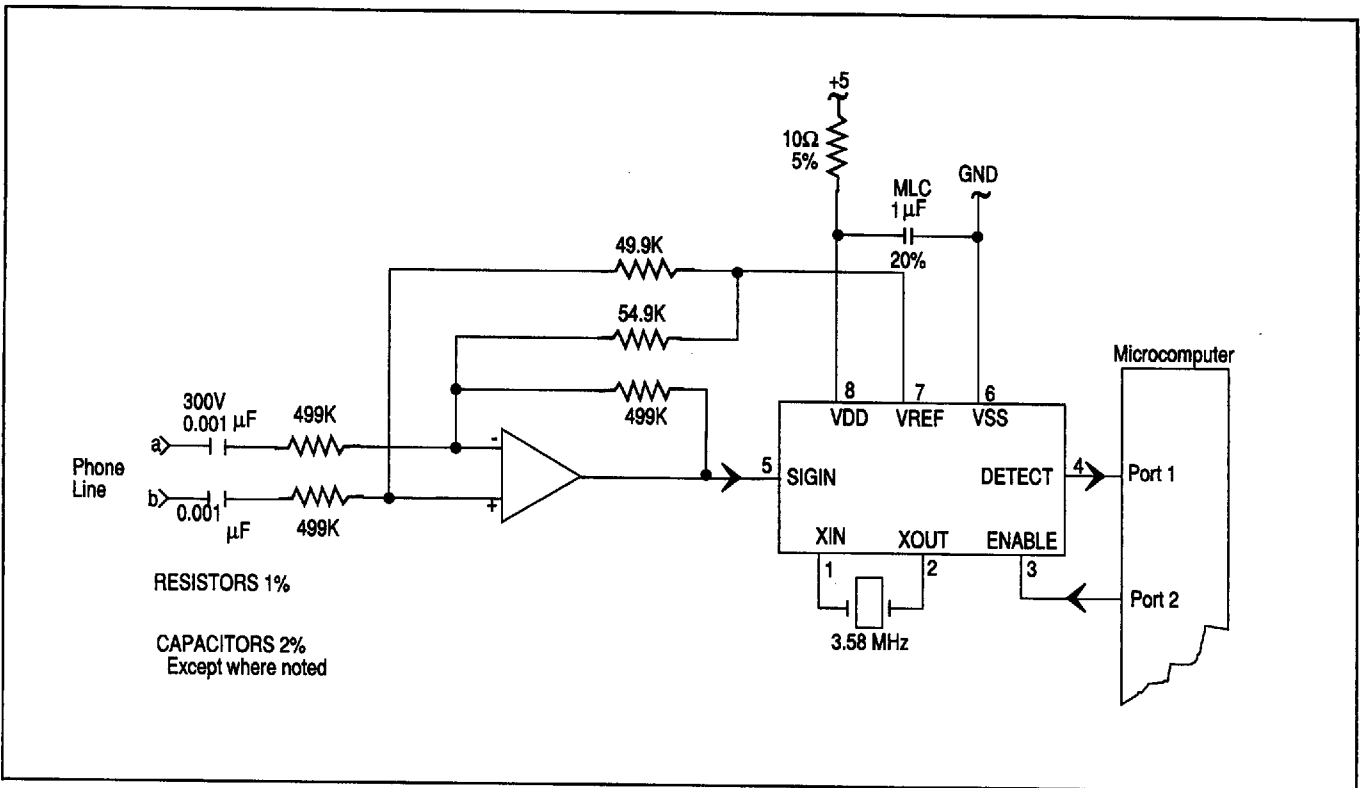 +5
10Ω
5%
MLC
1µF
20%
GND
49.9K
54.9K
499K
Microcomputer
8
7
6
VDD
VREF
VSS
300V
0.001 µF
499K
a
-
Phone
Line
b
0.001
µF
499K
+
5
SIGIN
DETECT
4
Port 1
XIN
XOUT
ENABLE
1
2
3
Port 2
3.58 MHz
RESISTORS 1%
CAPACITORS 2%
Except where noted